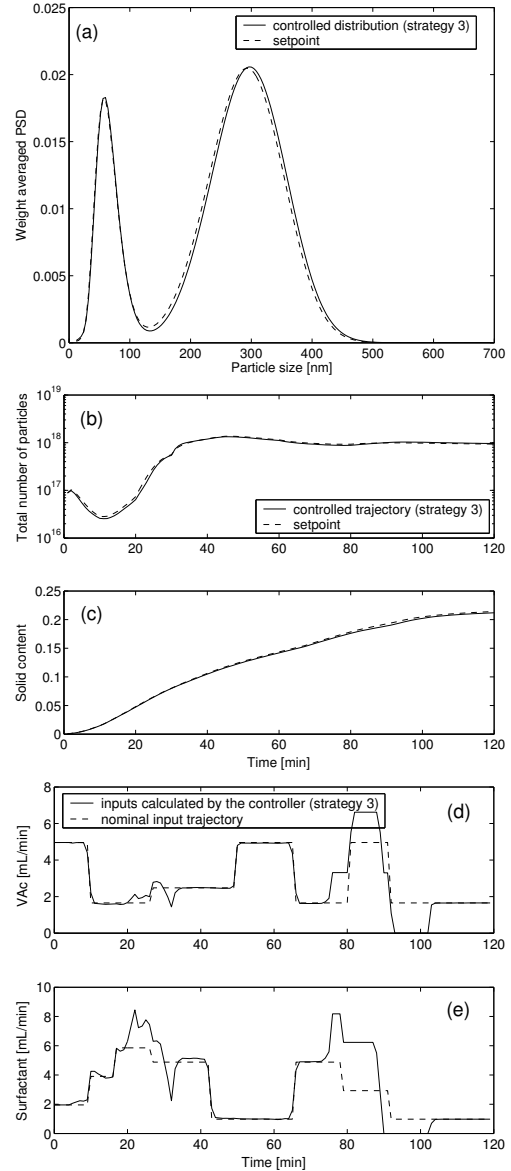 (a)
controlled distribution (strategy 3)
setpoint
Weight averaged PSD
0.025
0.02
0.015
0.01
0.005
0
0 100 200 300 400 500 600 700
Particle size [nm]
(b)
Total number of particles
10^19
10^18
10^17
10^16
controlled trajectory (strategy 3)
setpoint
0 20 40 60 80 100 120
(c)
Solid content
0.25
0.2
0.15
0.1
0.05
0
0 20 40 60 80 100 120
Time [min]
(d)
inputs calculated by the controller (strategy 3)
nominal input trajectory
VAc [mL/min]
8
6
4
2
0
0 20 40 60 80 100 120
(e)
Surfactant [mL/min]
10
8
6
4
2
0
0 20 40 60 80 100 120
Time [min]